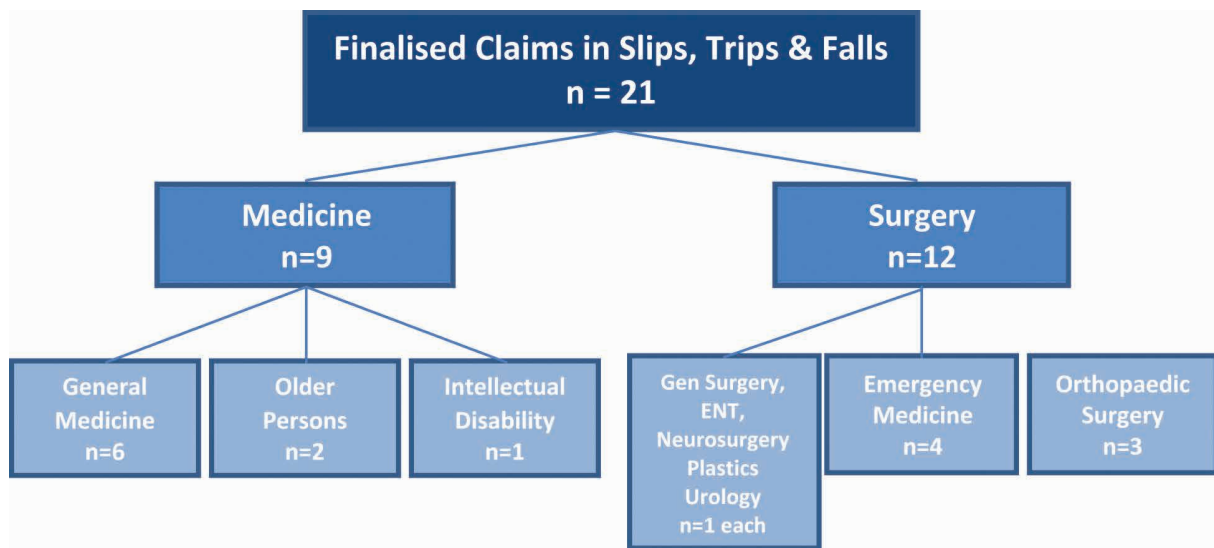 Finalised Claims in Slips, Trips & Falls
n = 21
Medicine
n=9
Surgery
n=12
General
Medicine
n=6
Older
Persons
n=2
Intellectual
Disability
n=1
Gen Surgery,
ENT,
Neurosurgery
Plastics
Urology
n=1 each
Emergency
Medicine
n=4
Orthopaedic
Surgery
n=3